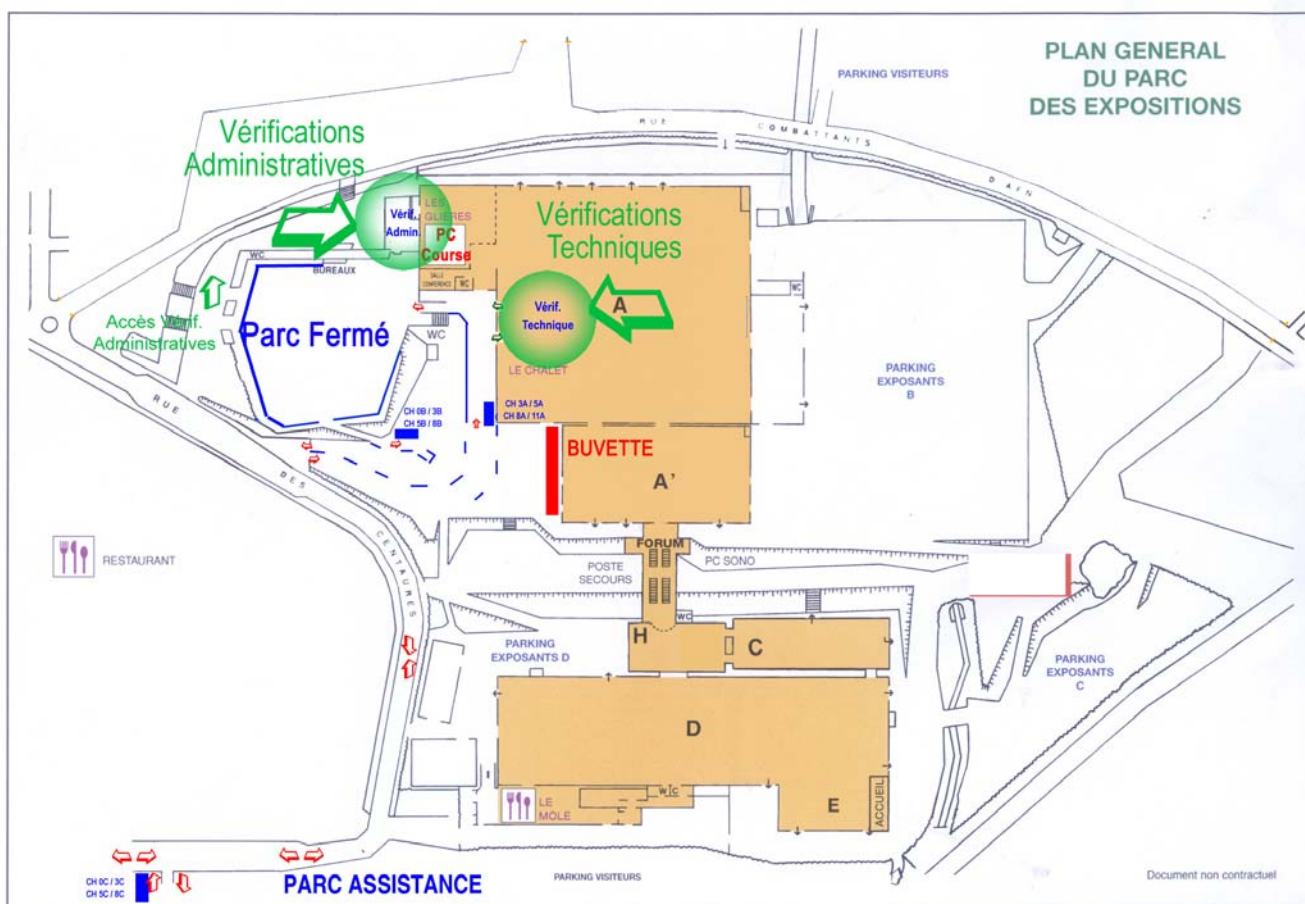 PLAN GENERAL
DU PARC
DES EXPOSITIONS
PARKING VISITEURS
RUE COMBATTANTS D'AFN
Vérifications
Administratives
LES
GLIERES
Vérif.
Admin.
PC
Course
Vérifications
Techniques
WC
BUREAUX
SALLE
CONFERENCE
WC
WC
Accès Vérif.
Administratives
Parc Fermé
WC
Vérif.
Technique
A
LE CHALET
PARKING
EXPOSANTS
B
CH 0B / 3B
CH 5B / 8B
CH 3A / 5A
CH 8A / 11A
BUVETTE
A'
RUE DES CENTAURES
RESTAURANT
FORUM
POSTE
SECOURS
PC SONO
WC
H
C
PARKING
EXPOSANTS D
PARKING
EXPOSANTS
C
D
E
ACCUEIL
WC
LE
MOLE
CH 0C / 3C
CH 5C / 8C
PARC ASSISTANCE
PARKING VISITEURS
Document non contractuel